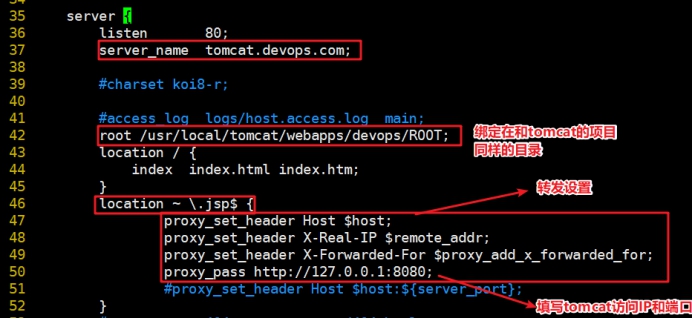 35 server {
36 listen 80;
37 server_name tomcat.devops.com;
38
39 #charset koi8-r;
40
41 #access_log logs/host.access.log main;
42 root /usr/local/tomcat/webapps/devops/ROOT;
绑定在和tomcat的项目
同样的目录
43 location / {
44 index index.html index.htm;
45 }
46 location ~ \.jsp$ {
转发设置
47 proxy_set_header Host $host;
48 proxy_set_header X-Real-IP $remote_addr;
49 proxy_set_header X-Forwarded-For $proxy_add_x_forwarded_for;
50 proxy_pass http://127.0.0.1:8080;
51 #proxy_set_header Host $host:${server_port};
填写tomcat访问IP和端口
52 }